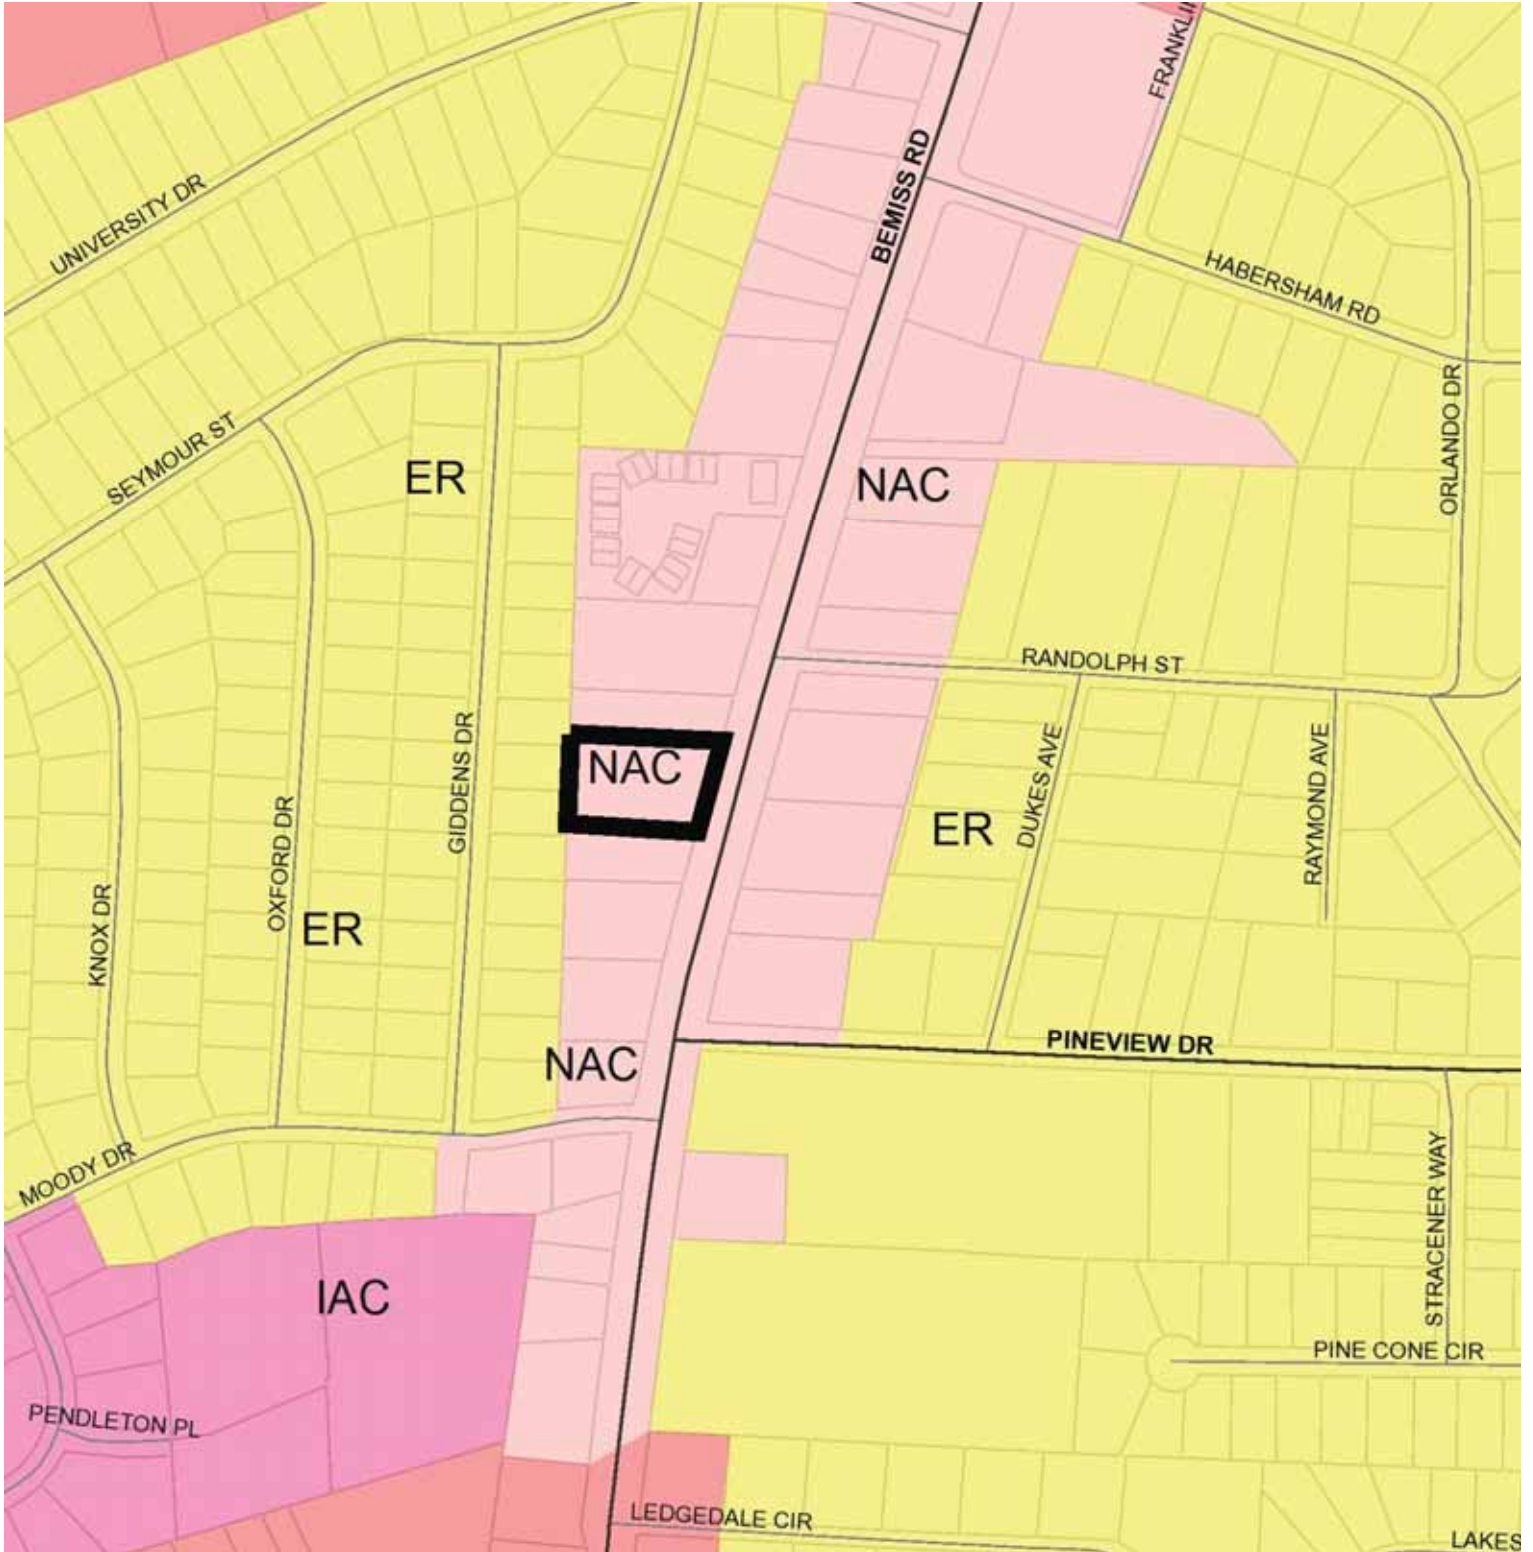 FRANKLI
BEMISS RD
UNIVERSITY DR
HABERSHAM RD
ORLANDO DR
SEYMOUR ST
ER
NAC
RANDOLPH ST
GIDDENS DR
NAC
DUKES AVE
RAYMOND AVE
OXFORD DR
ER
KNOX DR
ER
PINEVIEW DR
NAC
MOODY DR
STRACENER WAY
IAC
PINE CONE CIR
PENDLETON PL
LEDGEDALE CIR
LAKES